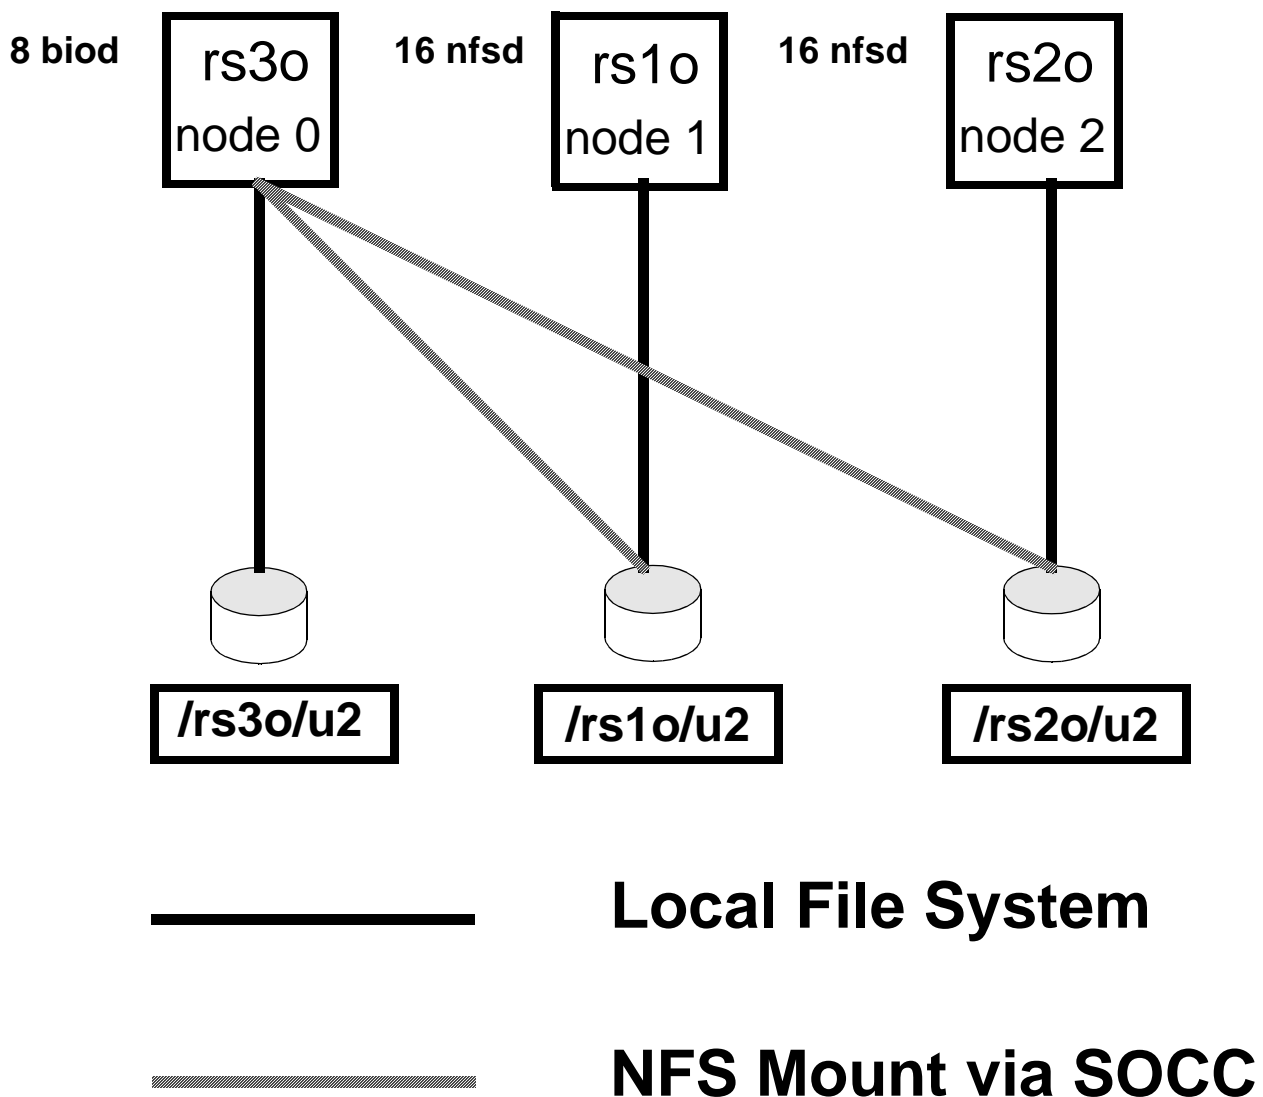 8 biod
rs3o
node 0
16 nfsd
rs1o
node 1
16 nfsd
rs2o
node 2
/rs3o/u2
/rs1o/u2
/rs2o/u2
Local File System
NFS Mount via SOCC